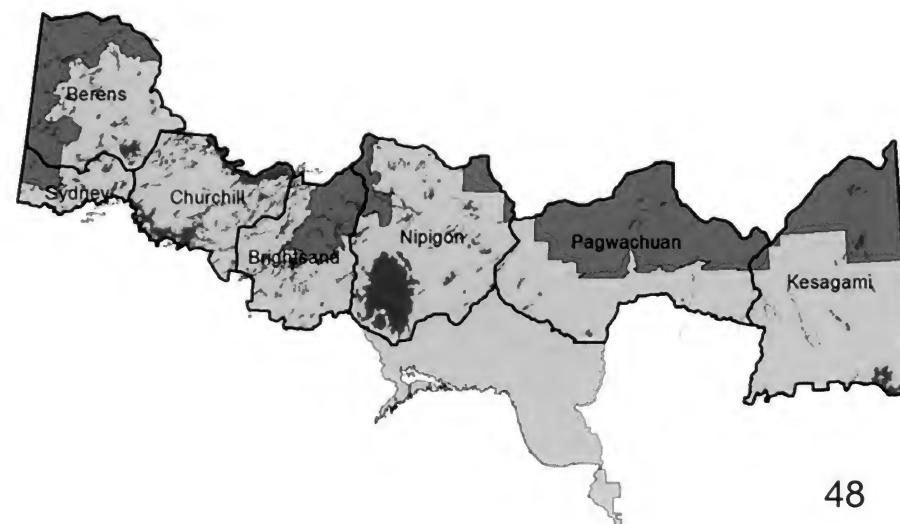 Berens
Sydney
Churchill
Brightsand
Nipigon
Pagwachuan
Kesagami
48